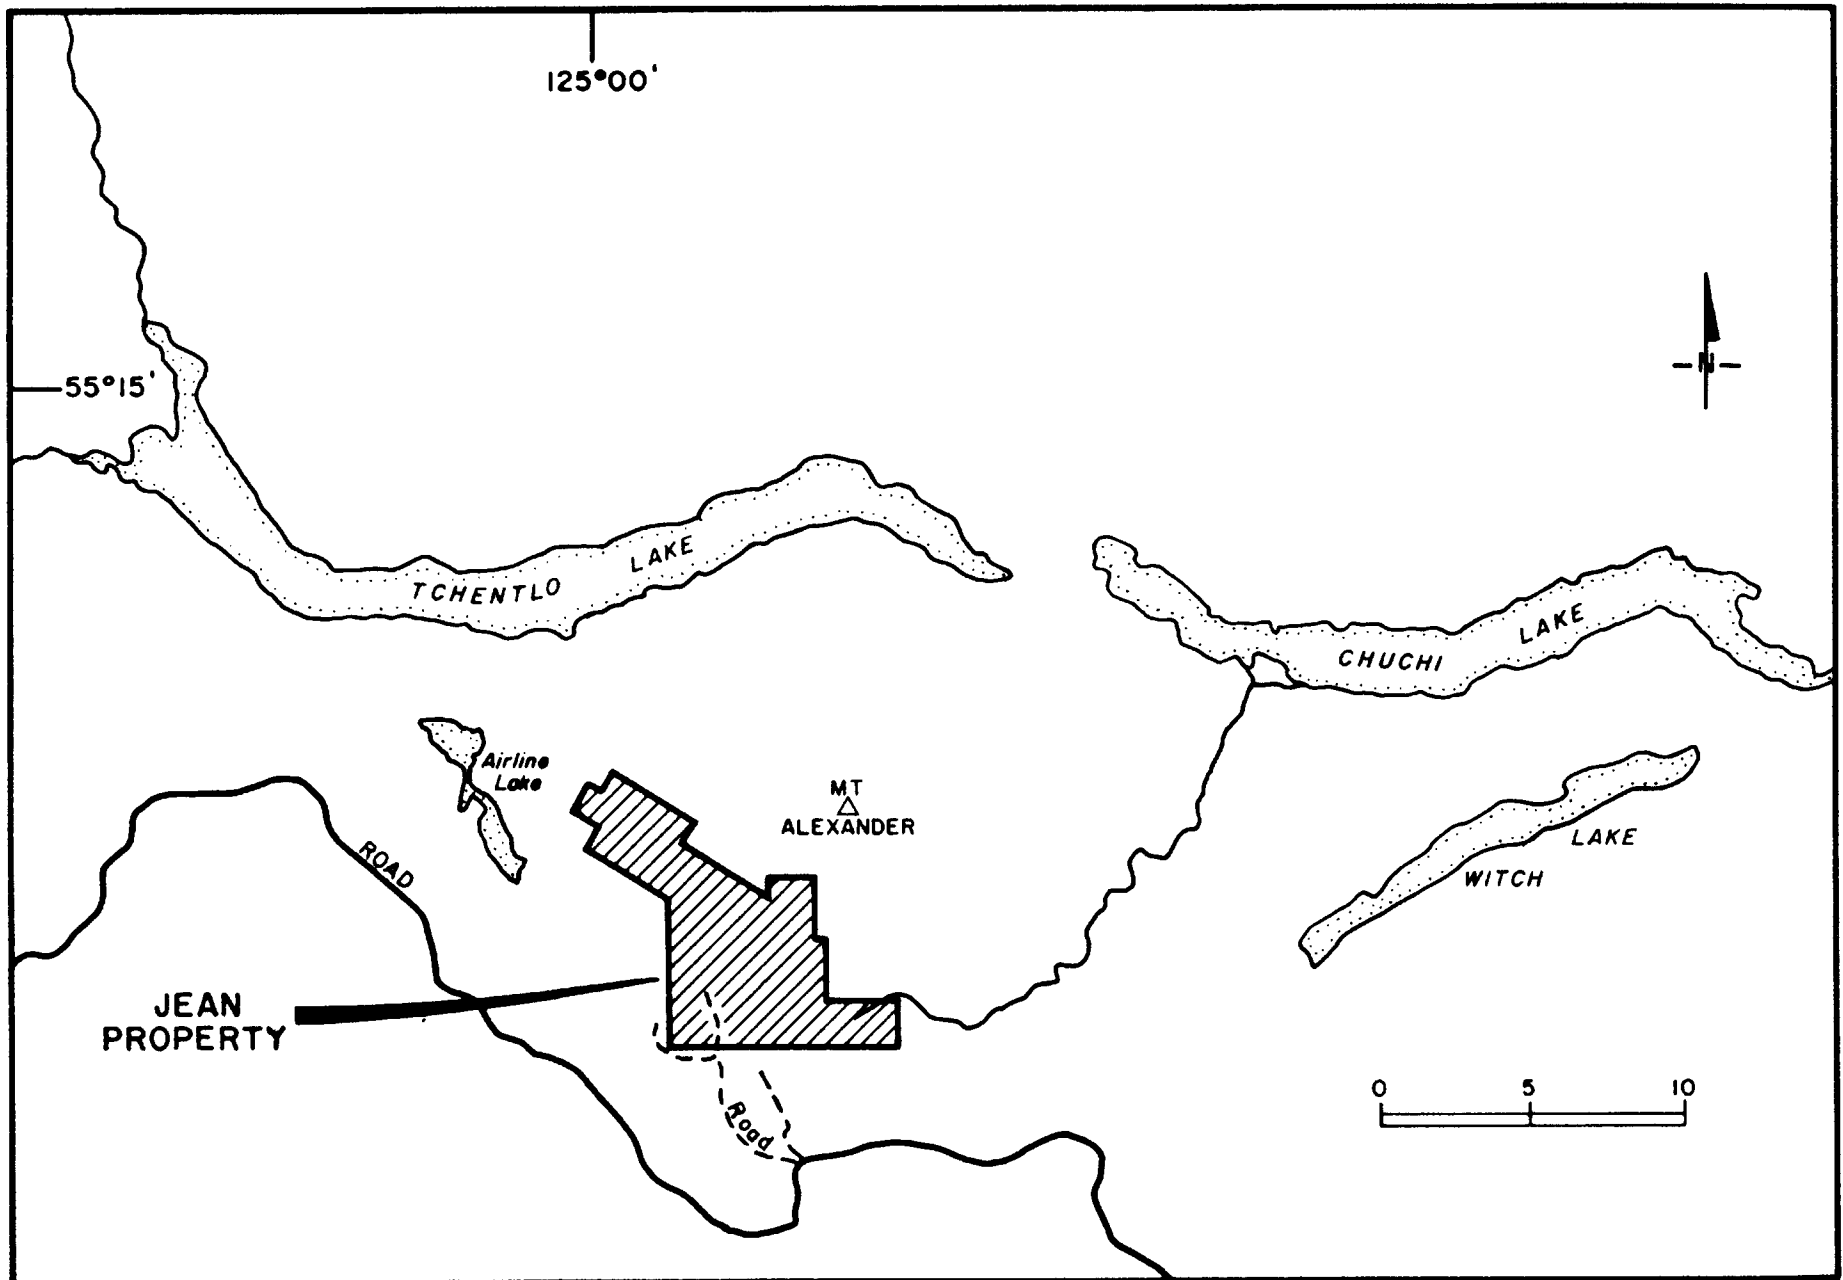 125°00'
N
55°15'
TCHENTLO LAKE
CHUCHI LAKE
Airline
Lake
MT
ALEXANDER
LAKE
WITCH
ROAD
JEAN
PROPERTY
Road
0 5 10